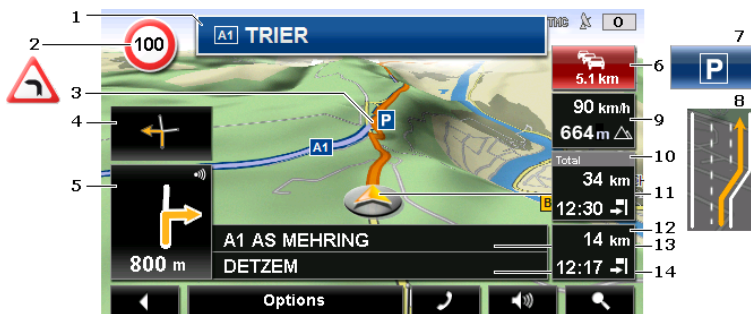 1
A1 TRIER
TMC 0
7
2
100
6
5.1 km
P
8
3
P
90 km/h
9
664 m
4
A1
10
Total
34 km
5
11
12:30
B
12
A1 AS MEHRING
14 km
13
800 m
DETZEM
12:17
14
Options